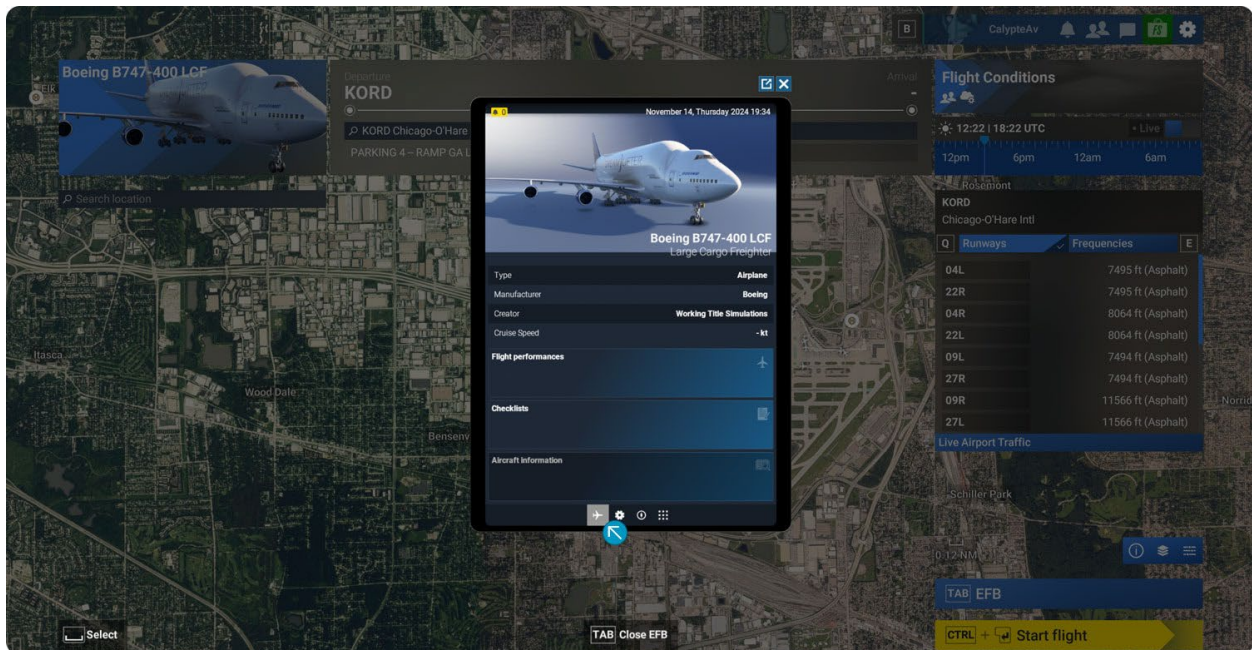 B
CalypteAv
FS
Boeing B747-400 LCF
Departure
Arrival
KORD
-
KORD Chicago-O'Hare
PARKING 4 – RAMP GA L
Search location
November 14, Thursday 2024 19:34
Boeing B747-400 LCF
Large Cargo Freighter
Type Airplane
Manufacturer Boeing
Creator Working Title Simulations
Cruise Speed - kt
Flight performances
Checklists
Aircraft Information
Flight Conditions
12:22 | 18:22 UTC
• Live
12pm 6pm 12am 6am
Rosemont
KORD
Chicago-O'Hare Intl
Q Runways Frequencies E
04L 7495 ft (Asphalt)
22R 7495 ft (Asphalt)
04R 8064 ft (Asphalt)
22L 8064 ft (Asphalt)
09L 7494 ft (Asphalt)
27R 7494 ft (Asphalt)
09R 11566 ft (Asphalt)
27L 11566 ft (Asphalt)
Live Airport Traffic
Itasca
Wood Dale
Bensenv
Norrid
Schiller Park
0.12 NM
TAB EFB
CTRL + Start flight
Select
TAB Close EFB